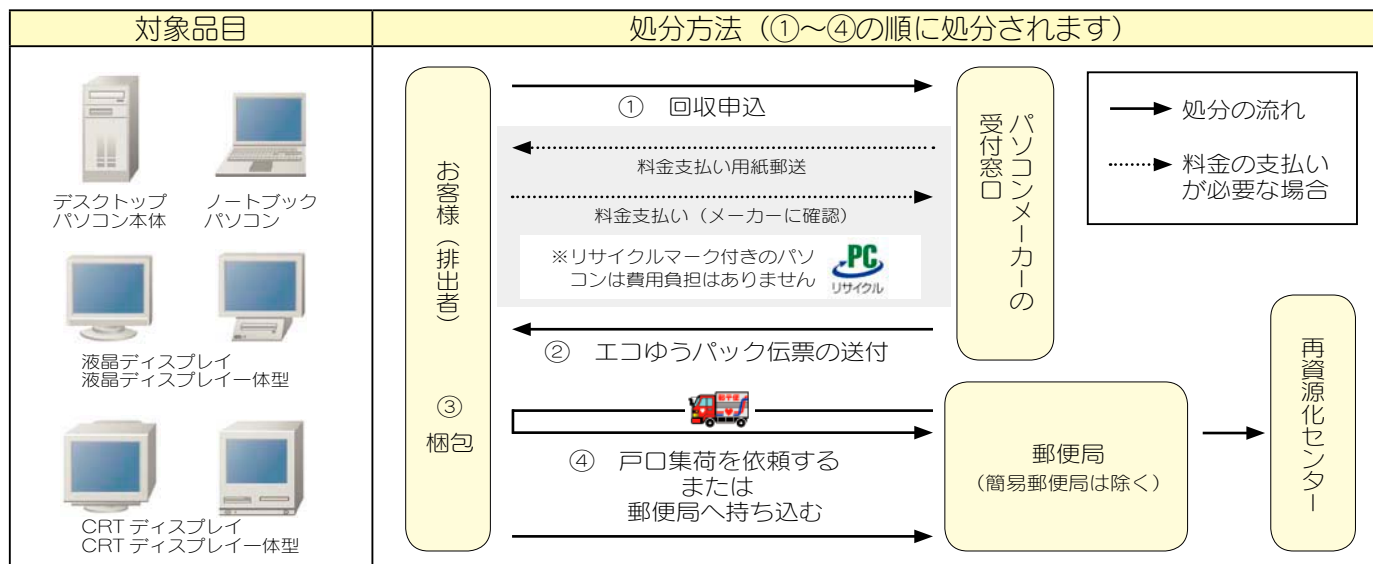 対象品目
処分方法（①〜④の順に処分されます）
デスクトップ
パソコン本体
ノートブック
パソコン
液晶ディスプレイ
液晶ディスプレイ一体型
CRT ディスプレイ
CRT ディスプレイ一体型
お客様（排出者）
③
梱包
① 回収申込
料金支払い用紙郵送
料金支払い（メーカーに確認）
※リサイクルマーク付きのパソ
コンは費用負担はありません
PC
リサイクル
② エコゆうパック伝票の送付
④ 戸口集荷を依頼する
または
郵便局へ持ち込む
パソコンメーカーの
受付窓口
処分の流れ
料金の支払い
が必要な場合
郵便局
（簡易郵便局は除く）
再資源化センター